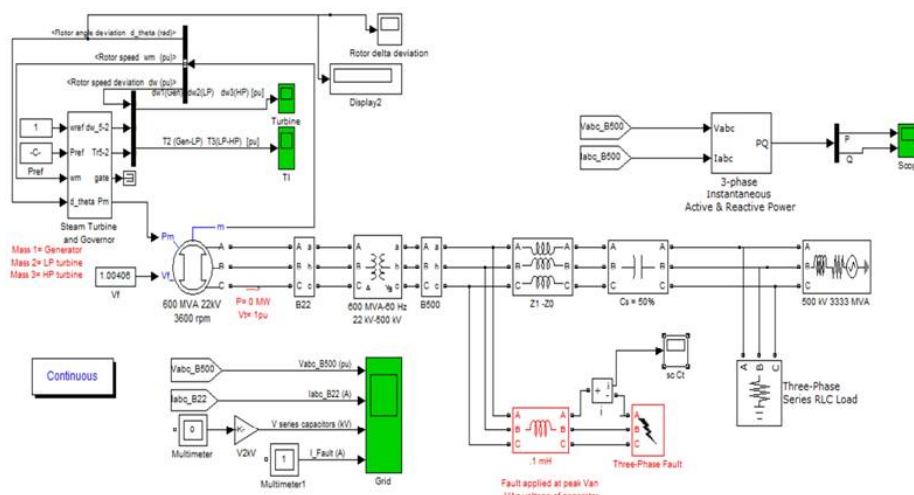 <Rotor angle deviation d_theta (rad)>
<Rotor speed wm (pu)>
<Rotor speed deviation dw (pu)>
Rotor delta deviation
Display2
dw1(Gen) dw2(LP) dw3(HP) [pu]
Turbine
T2 (Gen-LP) T3(LP-HP) [pu]
TI
1
-C-
Pref
wref dw_5-2
Pref Tr5-2
wm gate
d_theta Pm
Steam Turbine
and Governor
Mass 1= Generator
Mass 2= LP turbine
Mass 3= HP turbine
1.00406
Vf
m
Pm
Vf_
A
B
C
600 MVA 22kV
3600 rpm
P= 0 MW
Vt= 1pu
A a
B b
C c
B22
A a
B b
C c
600 MVA-60 Hz
22 kV-500 kV
A a
B b
C c
B500
A A
B B
C C
Z1 -Z0
A A
B B
C C
Cs = 50%
A
B
C
500 kV 3333 MVA
Vabc_B500
Iabc_B500
Vabc
Iabc
PQ
3-phase
Instantaneous
Active & Reactive Power
P
Q
Scop
A B C
Three-Phase
Series RLC Load
Continuous
Vabc_B500
Iabc_B22
0
Multimeter
-K-
V2kV
1
Multimeter1
Vabc_B500 (pu)
Iabc_B22 (A)
V series capacitors (kV)
I_Fault (A)
Grid
sc Ct
+ i
-
i
A A
B B
C C
.1 mH
A
B
C
Three-Phase Fault
Fault applied at peak Van
voltage of generator